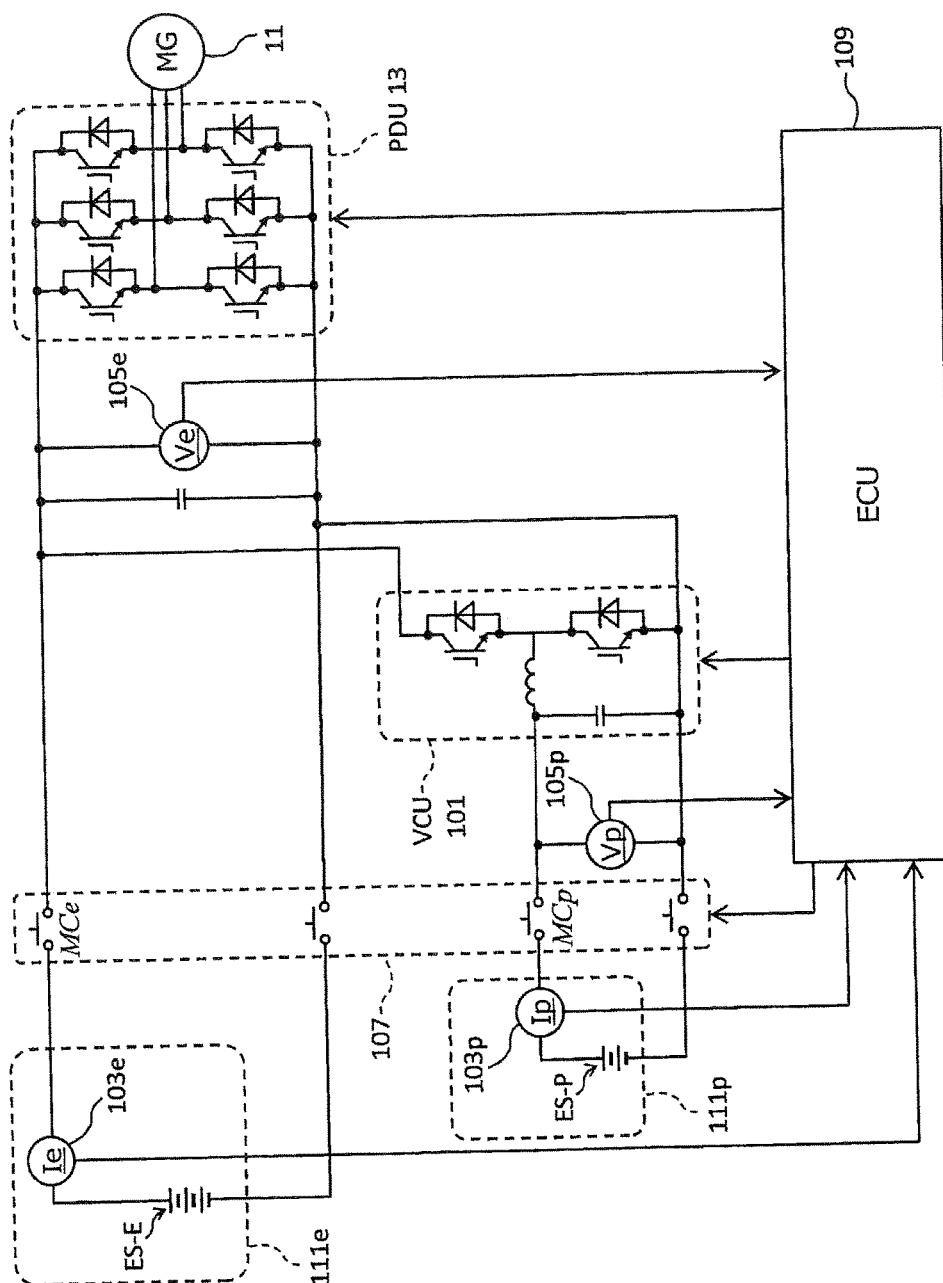 MG
11
PDU 13
105e
Ve
109
ECU
VCU
101
105p
Vp
MCe
MCp
107
103e
Ie
103p
Ip
ES-E
ES-P
111e
111p